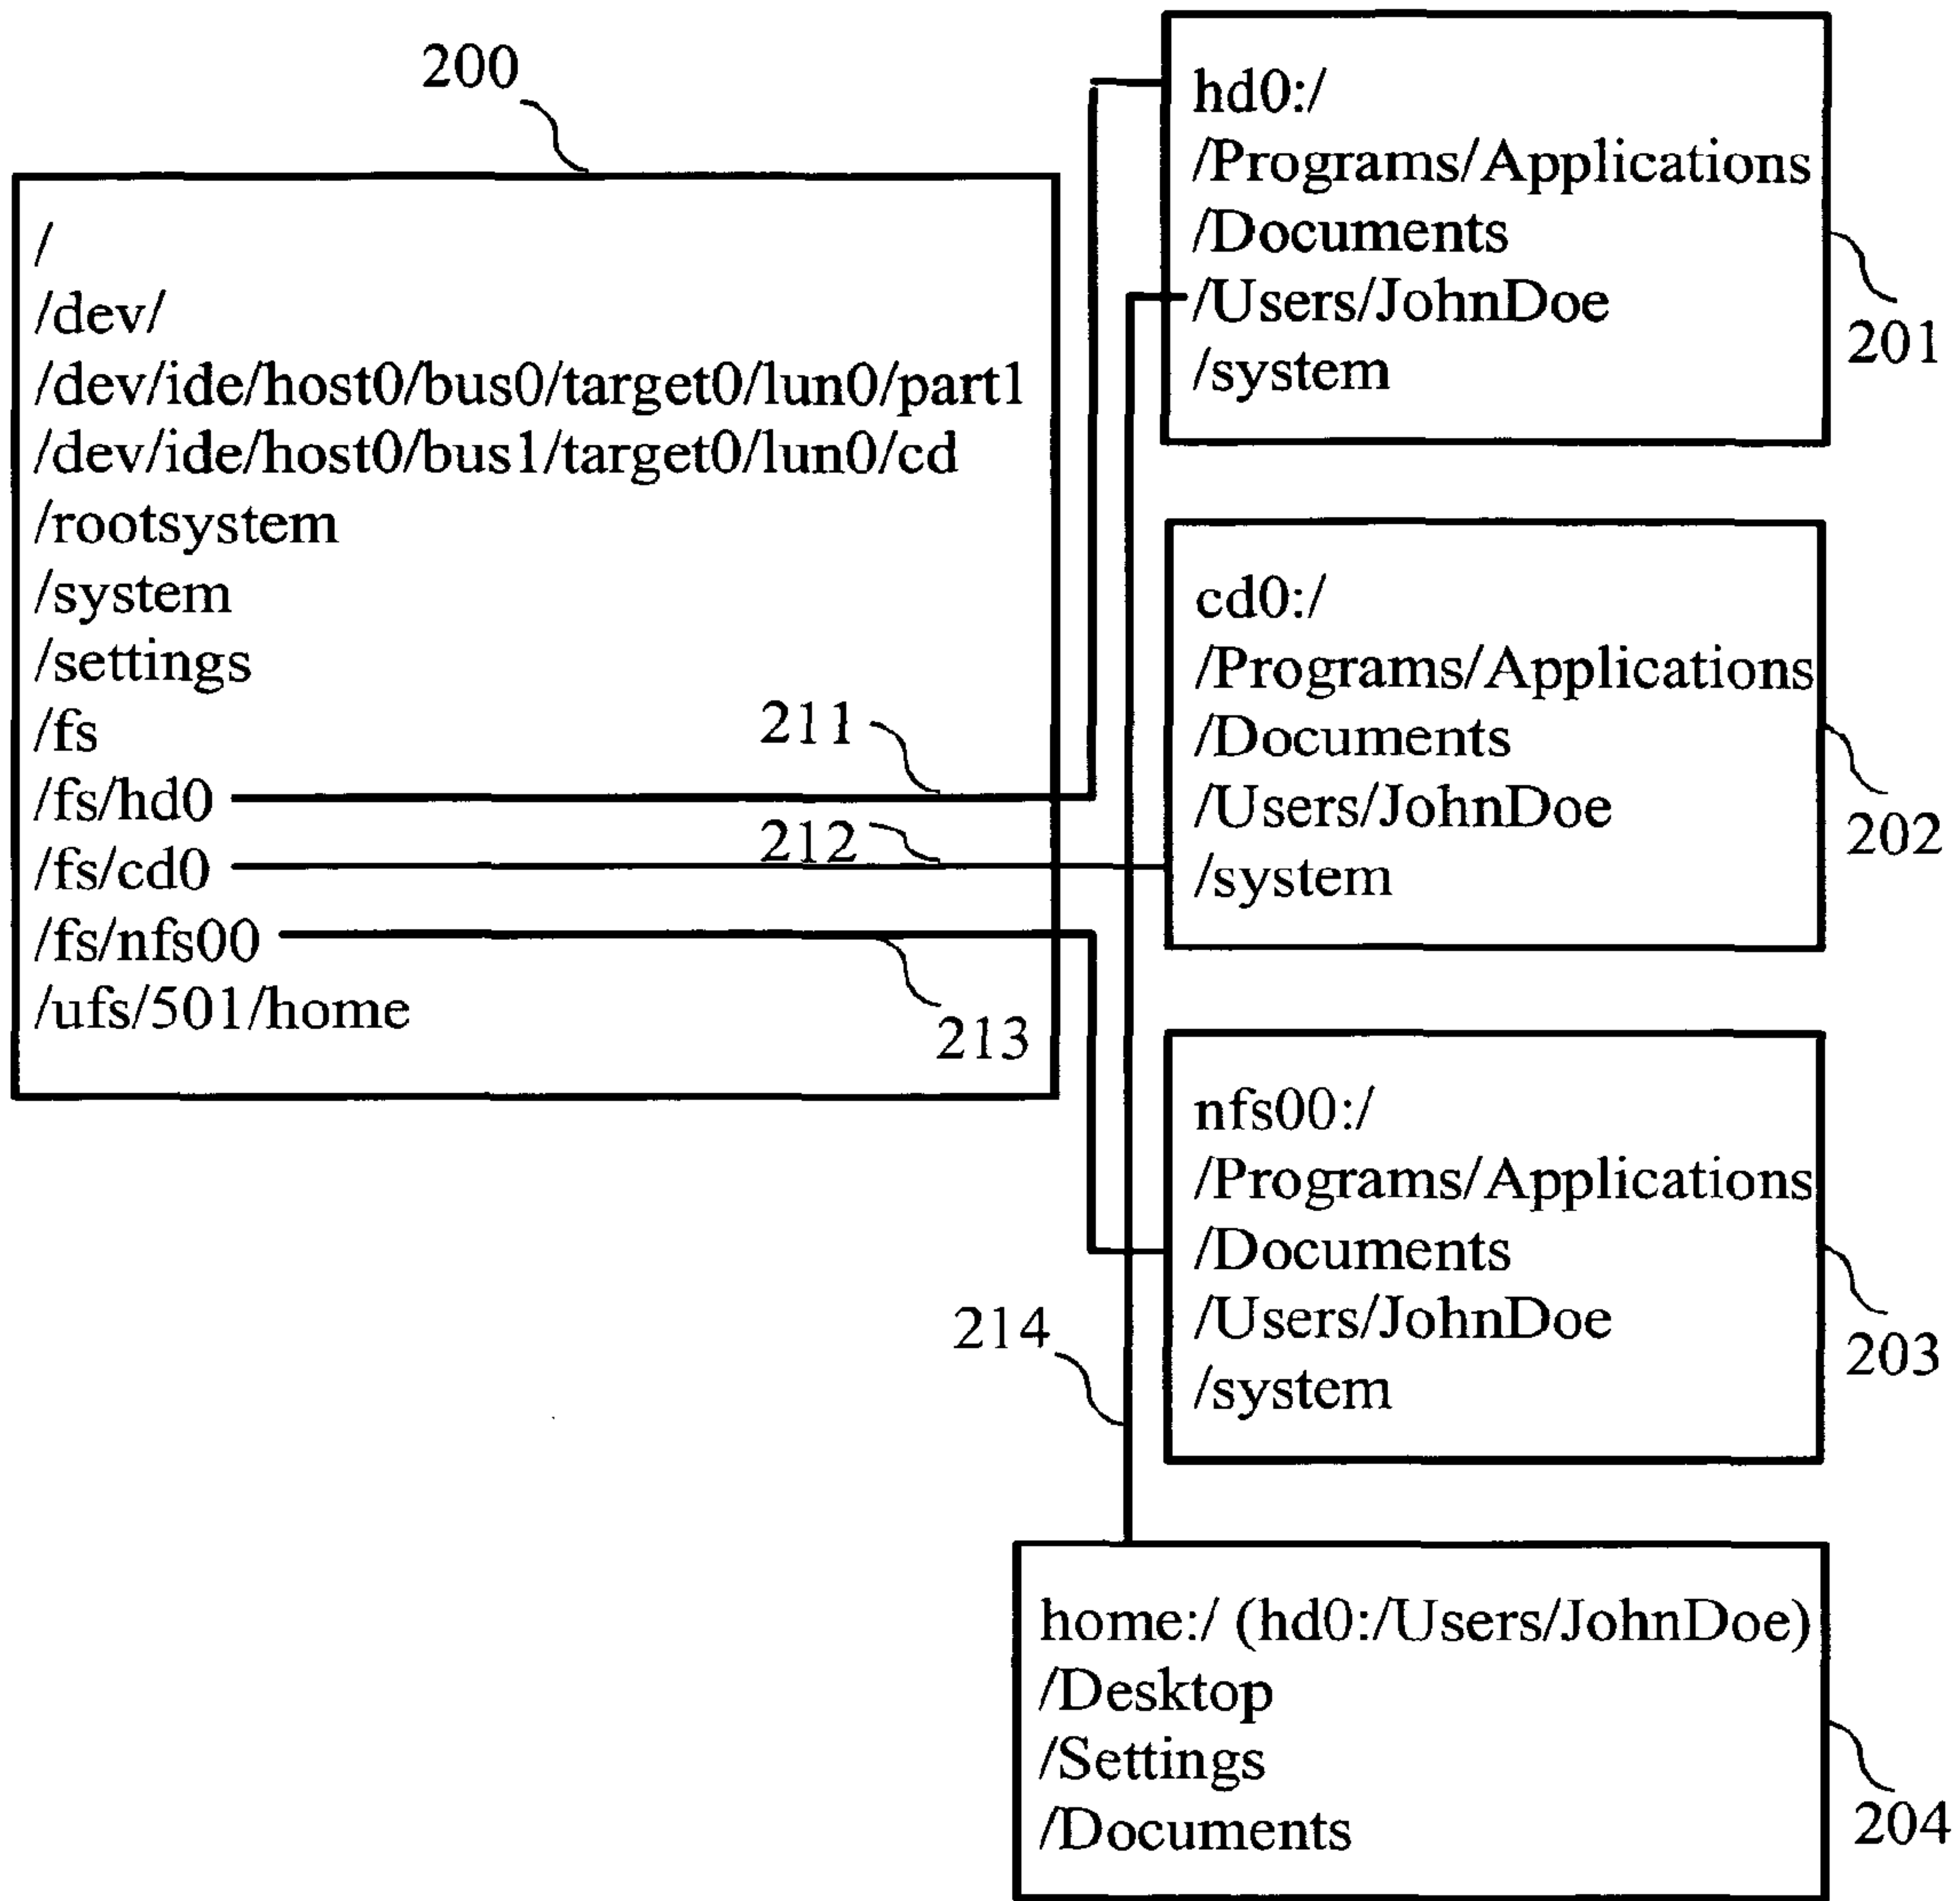 200
/
/dev/
/dev/ide/host0/bus0/target0/lun0/part1
/dev/ide/host0/bus1/target0/lun0/cd
/rootsystem
/system
/settings
/fs
/fs/hd0
/fs/cd0
/fs/nfs00
/ufs/501/home
211
212
213
214
hd0:/
/Programs/Applications
/Documents
/Users/JohnDoe
/system
201
cd0:/
/Programs/Applications
/Documents
/Users/JohnDoe
/system
202
nfs00:/
/Programs/Applications
/Documents
/Users/JohnDoe
/system
203
home:/ (hd0:/Users/JohnDoe)
/Desktop
/Settings
/Documents
204